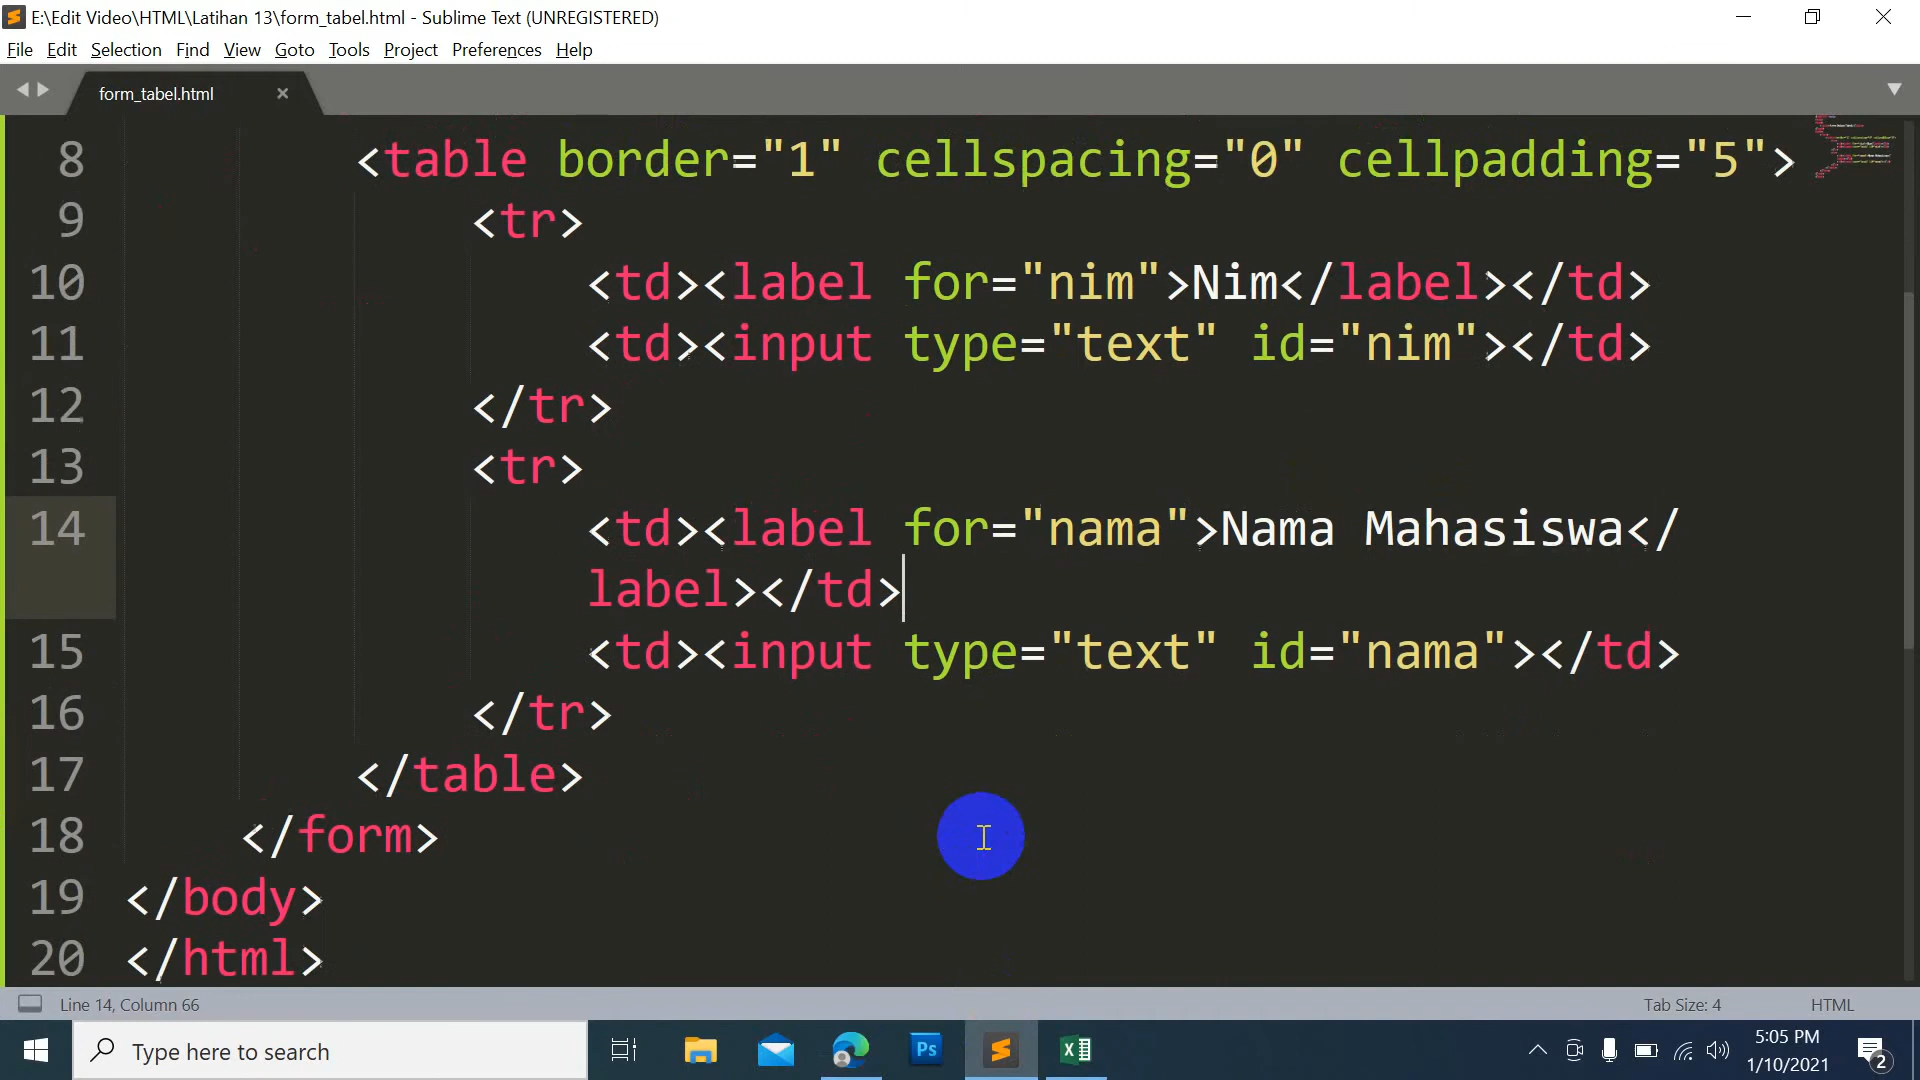 E:\Edit Video\HTML\Latihan 13\form_tabel.html - Sublime Text (UNREGISTERED)
File Edit Selection Find View Goto Tools Project Preferences Help
form_tabel.html
8 <table border="1" cellspacing="0" cellpadding="5">
9 <tr>
10 <td><label for="nim">Nim</label></td>
11 <td><input type="text" id="nim"></td>
12 </tr>
13 <tr>
14 <td><label for="nama">Nama Mahasiswa</
label></td>
15 <td><input type="text" id="nama"></td>
16 </tr>
17 </table>
18 </form>
19 </body>
20 </html>
Line 14, Column 66 Tab Size: 4 HTML
Type here to search
Ps
5:05 PM
1/10/2021
2